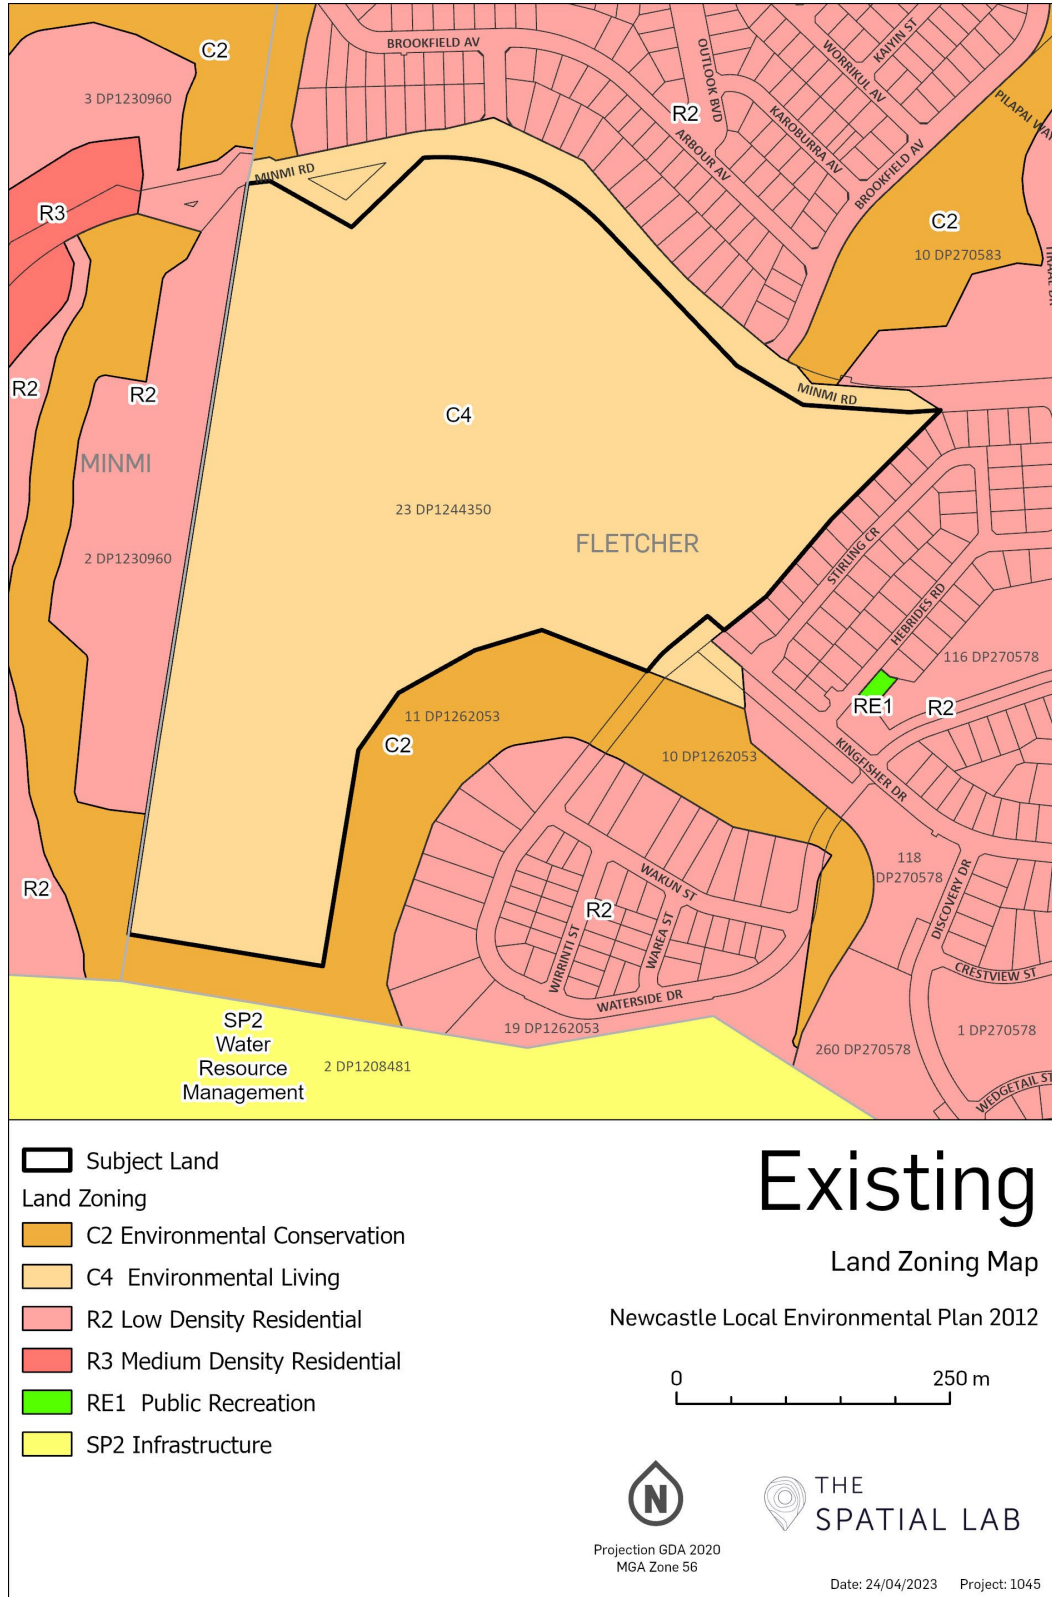 C2
BROOKFIELD AV
OUTLOOK BVD
WORRIKUL AV
KAIYIN ST
3 DP1230960
R2
KAROBURRA AV
ARBOUR AV
BROOKFIELD AV
PILAPAI WA
MINMI RD
R3
C2
10 DP270583
R2
R2
MINMI RD
C4
MINMI
23 DP1244350
FLETCHER
2 DP1230960
STIRLING CR
HEBRIDES RD
116 DP270578
RE1
R2
11 DP1262053
C2
10 DP1262053
KINGFISHER DR
118
DP270578
R2
WAKUN ST
R2
WIRRINTI ST
WAREA ST
DISCOVERY DR
CRESTVIEW ST
WATERSIDE DR
SP2
Water
Resource
Management
2 DP1208481
19 DP1262053
260 DP270578
1 DP270578
WEDGETAIL ST
Subject Land
Land Zoning
C2 Environmental Conservation
C4 Environmental Living
R2 Low Density Residential
R3 Medium Density Residential
RE1 Public Recreation
SP2 Infrastructure
Existing
Land Zoning Map
Newcastle Local Environmental Plan 2012
0 250 m
N
Projection GDA 2020
MGA Zone 56
THE
SPATIAL LAB
Date: 24/04/2023 Project: 1045